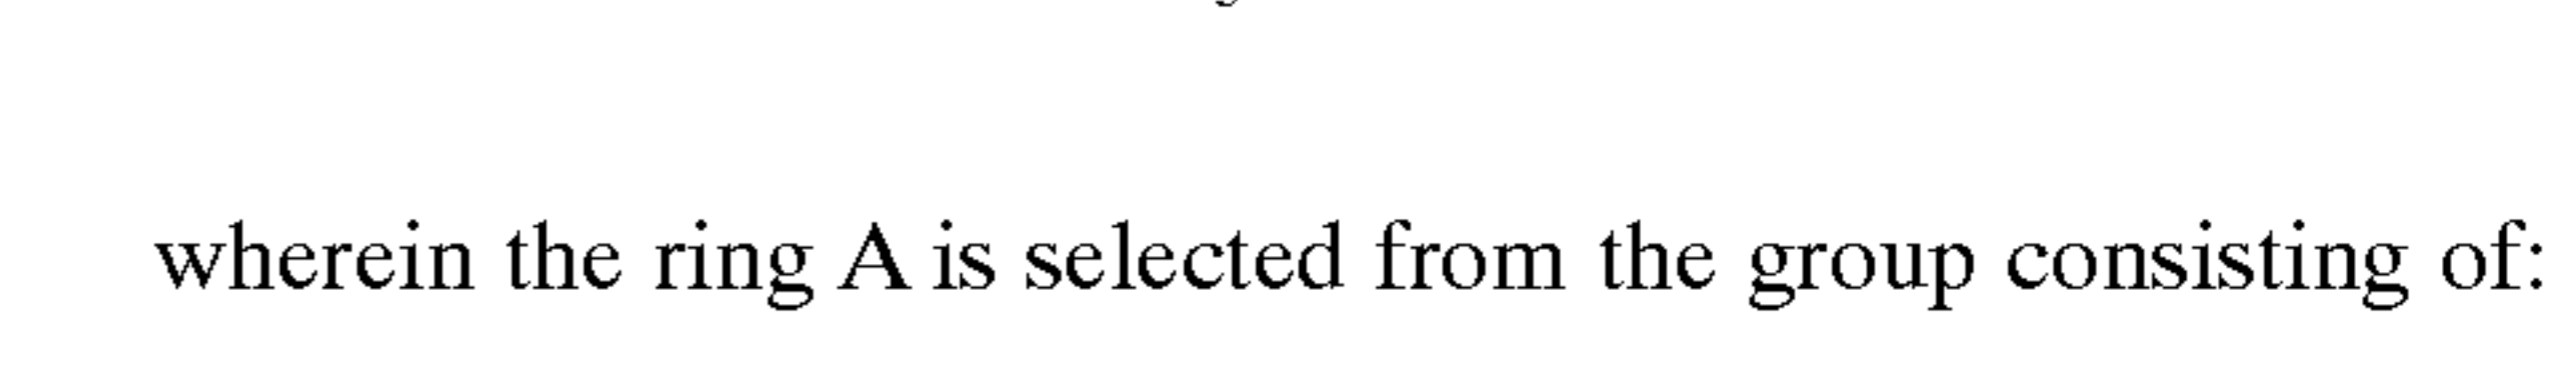 wherein the ring A is selected from the group consisting of: